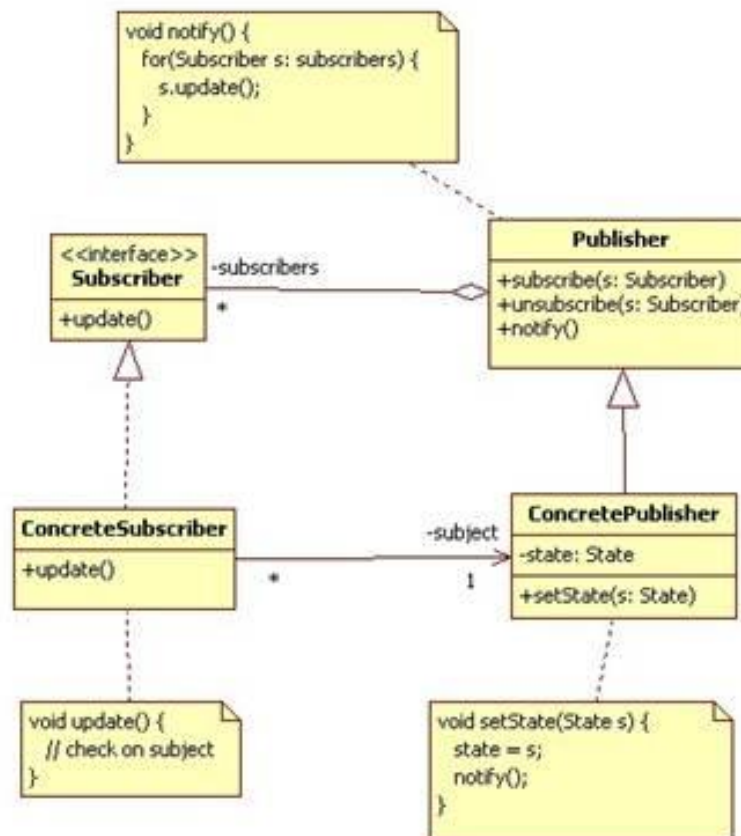 void notify() {
for(Subscriber s: subscribers) {
s.update();
}
}
<<interface>>
Subscriber
+update()
-subscribers
*
Publisher
+subscribe(s: Subscriber)
+unsubscribe(s: Subscriber)
+notify()
ConcreteSubscriber
+update()
*
-subject
1
ConcretePublisher
-state: State
+setState(s: State)
void update() {
// check on subject
}
void setState(State s) {
state = s;
notify();
}